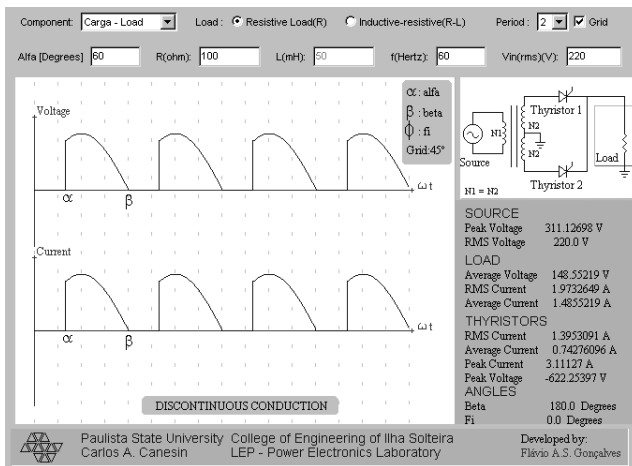 Component: Carga - Load Load : Resistive Load(R) Inductive-resistive(R-L) Period : 2 Grid
Alfa [Degrees] 60 R(ohm): 100 L(mH): 50 f(Hertz): 60 Vin(rms)(V): 220
Voltage
α β ωt
α : alfa
β : beta
ϕ : fi
Grid:45°
Current
α β ωt
DISCONTINUOUS CONDUCTION
Thyristor 1
N1 N2
Source N2 Load
Thyristor 2
N1 = N2
SOURCE
Peak Voltage 311.12698 V
RMS Voltage 220.0 V
LOAD
Average Voltage 148.55219 V
RMS Current 1.9732649 A
Average Current 1.4855219 A
THYRISTORS
RMS Current 1.3953091 A
Average Current 0.74276096 A
Peak Current 3.11127 A
Peak Voltage -622.25397 V
ANGLES
Beta 180.0 Degrees
Fi 0.0 Degrees
Paulista State University College of Engineering of Ilha Solteira
Carlos A. Canesin LEP - Power Electronics Laboratory
Developed by:
Flávio A.S. Gonçalves